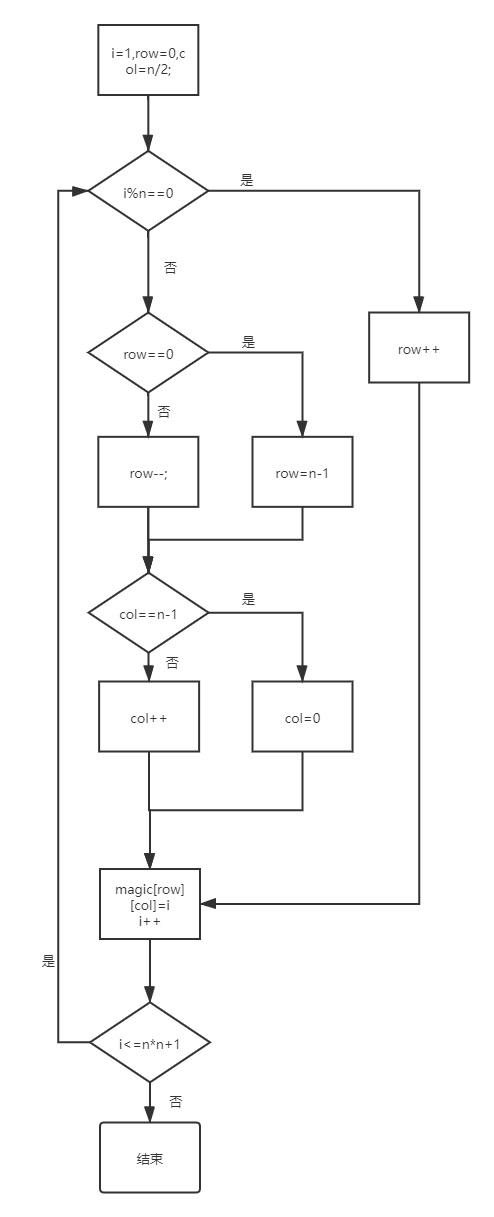 i=1,row=0,c
ol=n/2;
i%n==0
是
否
row++
row==0
是
否
row--;
row=n-1
col==n-1
是
否
col++
col=0
magic[row]
[col]=i
i++
是
i<=n*n+1
否
结束